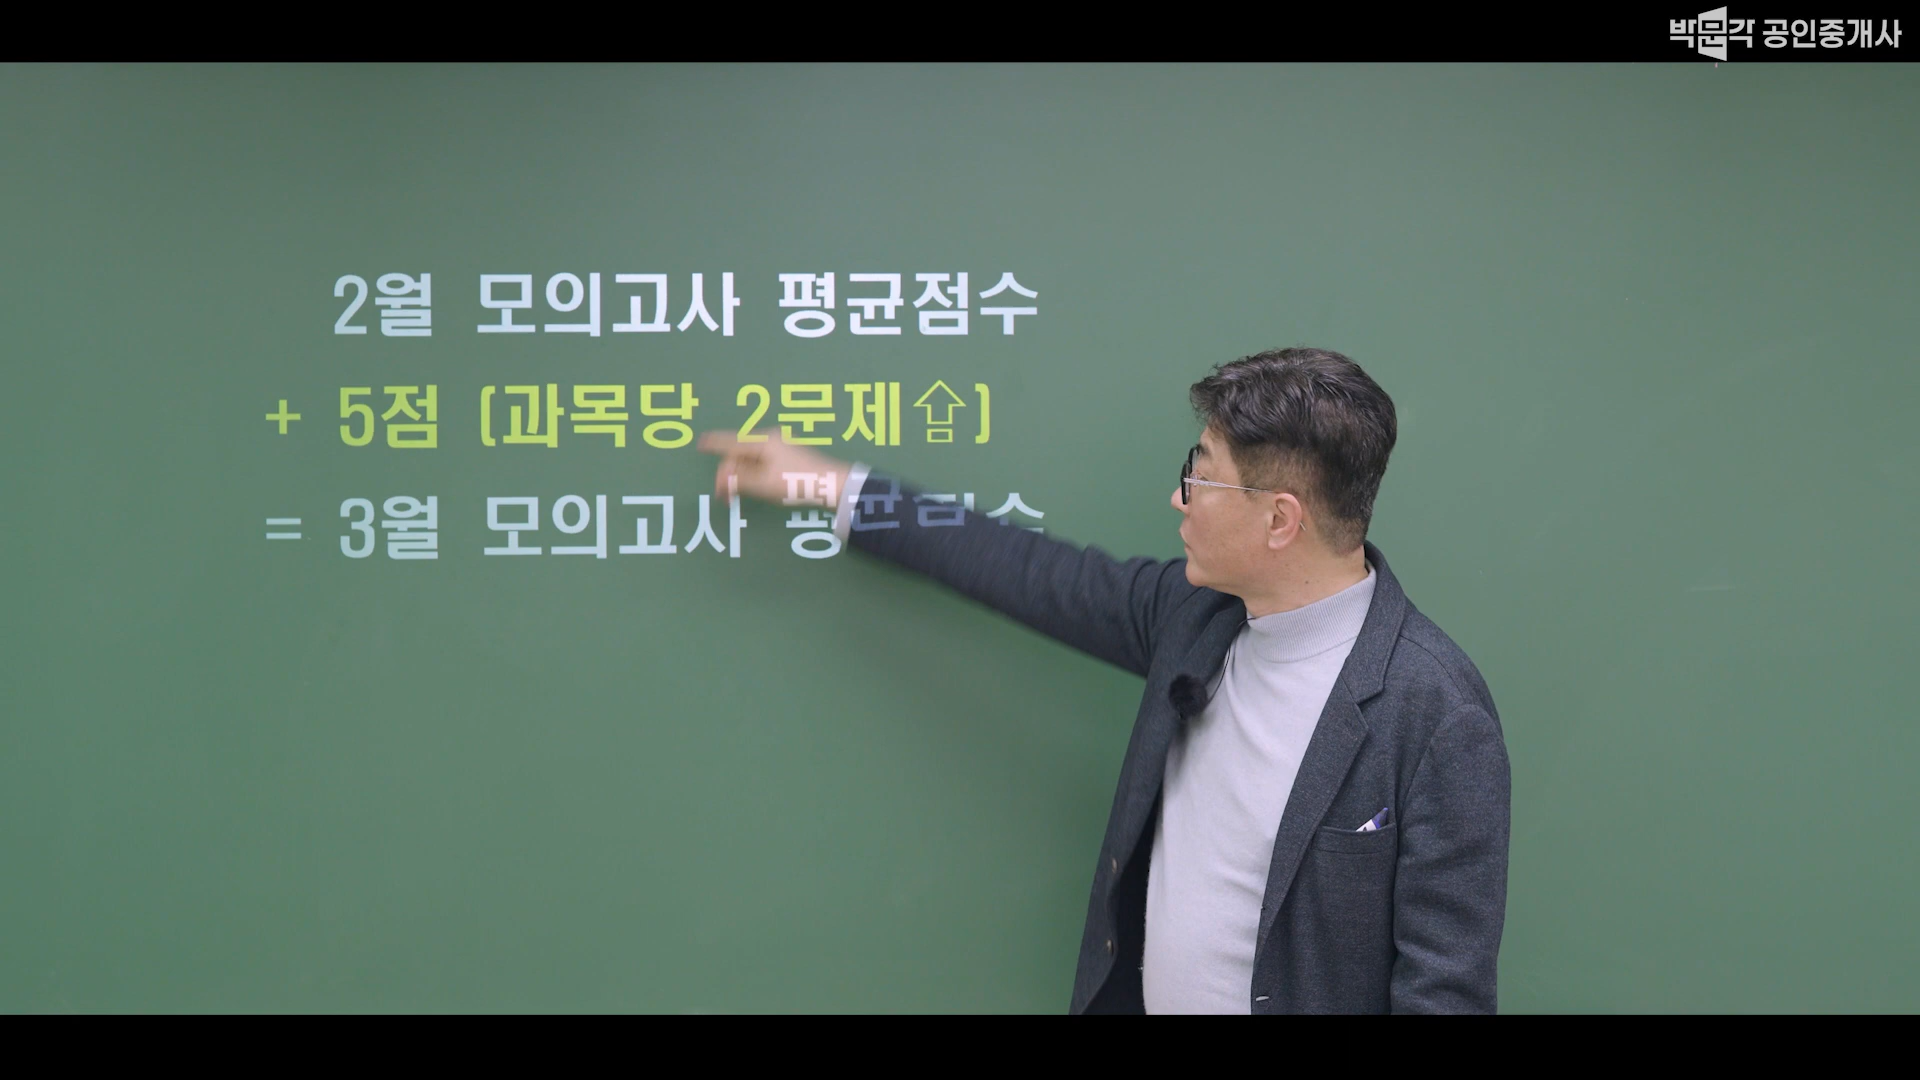 박문각 공인중개사
2월 모의고사 평균점수
+ 5점 (과목당 2문제⇧)
= 3월 모의고사 평균점수